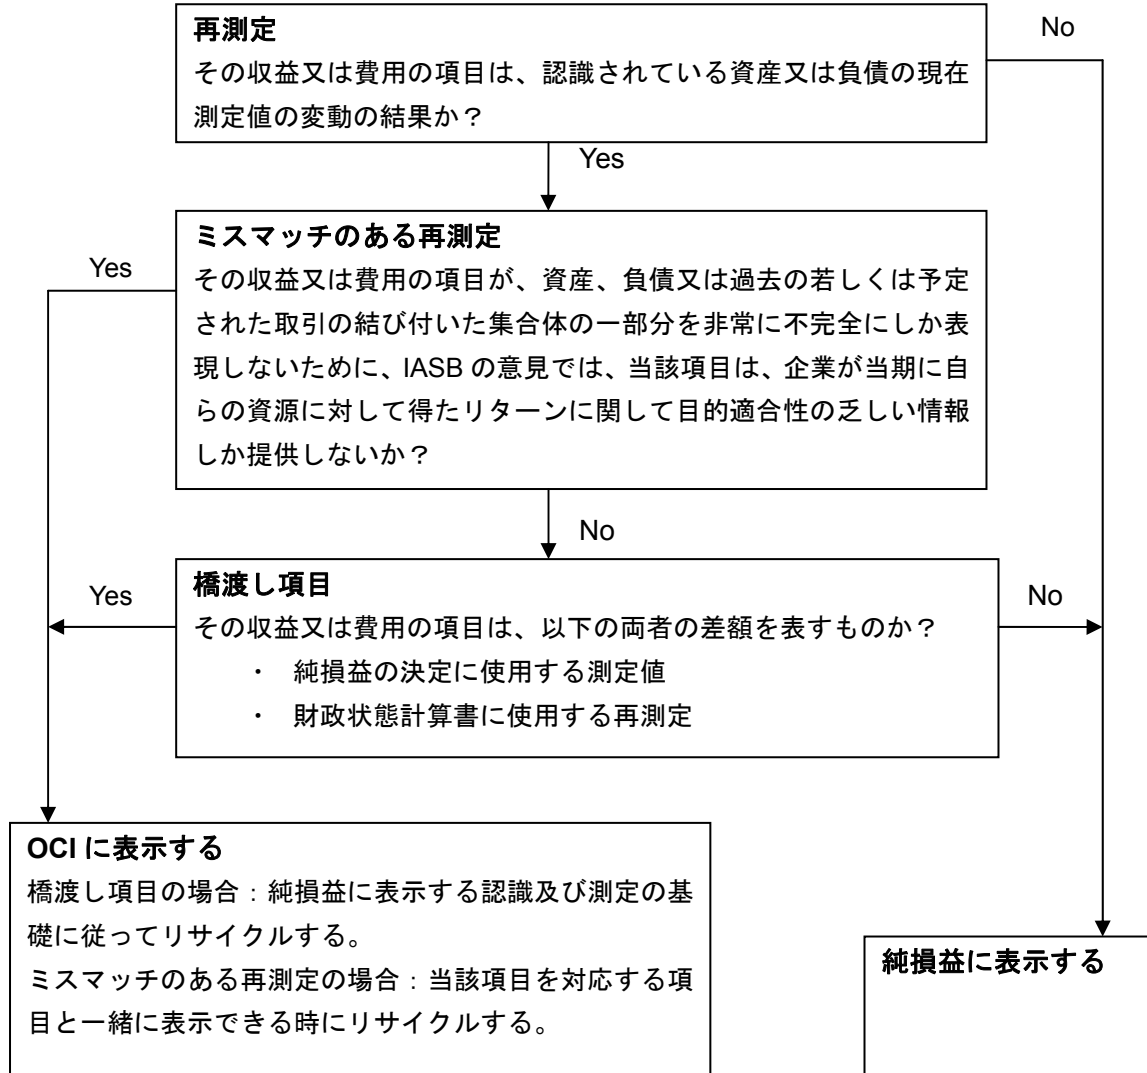 再測定
その収益又は費用の項目は、認識されている資産又は負債の現在
測定値の変動の結果か？
No
Yes
ミスマッチのある再測定
その収益又は費用の項目が、資産、負債又は過去の若しくは予定
された取引の結び付いた集合体の一部分を非常に不完全にしか表
現しないために、IASB の意見では、当該項目は、企業が当期に自
らの資源に対して得たリターンに関して目的適合性の乏しい情報
しか提供しないか？
Yes
No
橋渡し項目
その収益又は費用の項目は、以下の両者の差額を表すものか？
・ 純損益の決定に使用する測定値
・ 財政状態計算書に使用する再測定
Yes
No
OCI に表示する
橋渡し項目の場合：純損益に表示する認識及び測定の基
礎に従ってリサイクルする。
ミスマッチのある再測定の場合：当該項目を対応する項
目と一緒に表示できる時にリサイクルする。
純損益に表示する